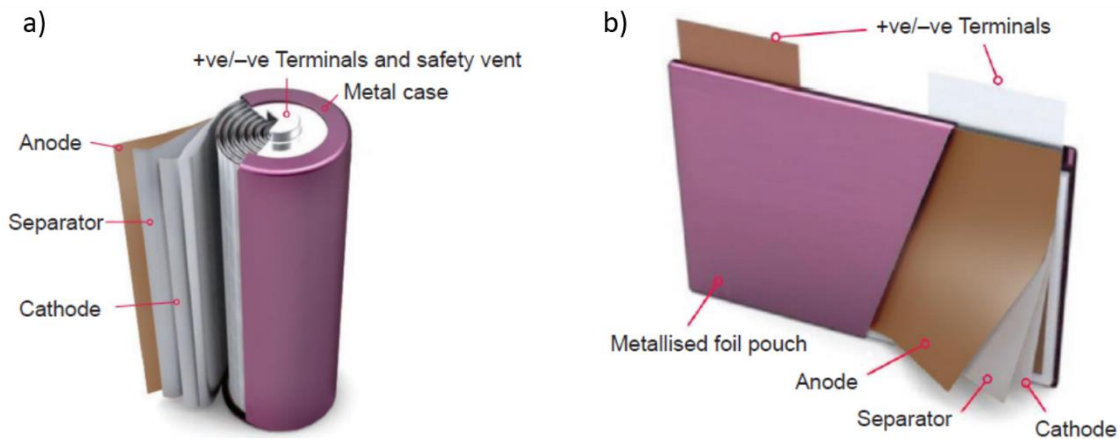 a)
+ve/–ve Terminals and safety vent
Metal case
Anode
Separator
Cathode
b)
+ve/–ve Terminals
Metallised foil pouch
Anode
Separator
Cathode